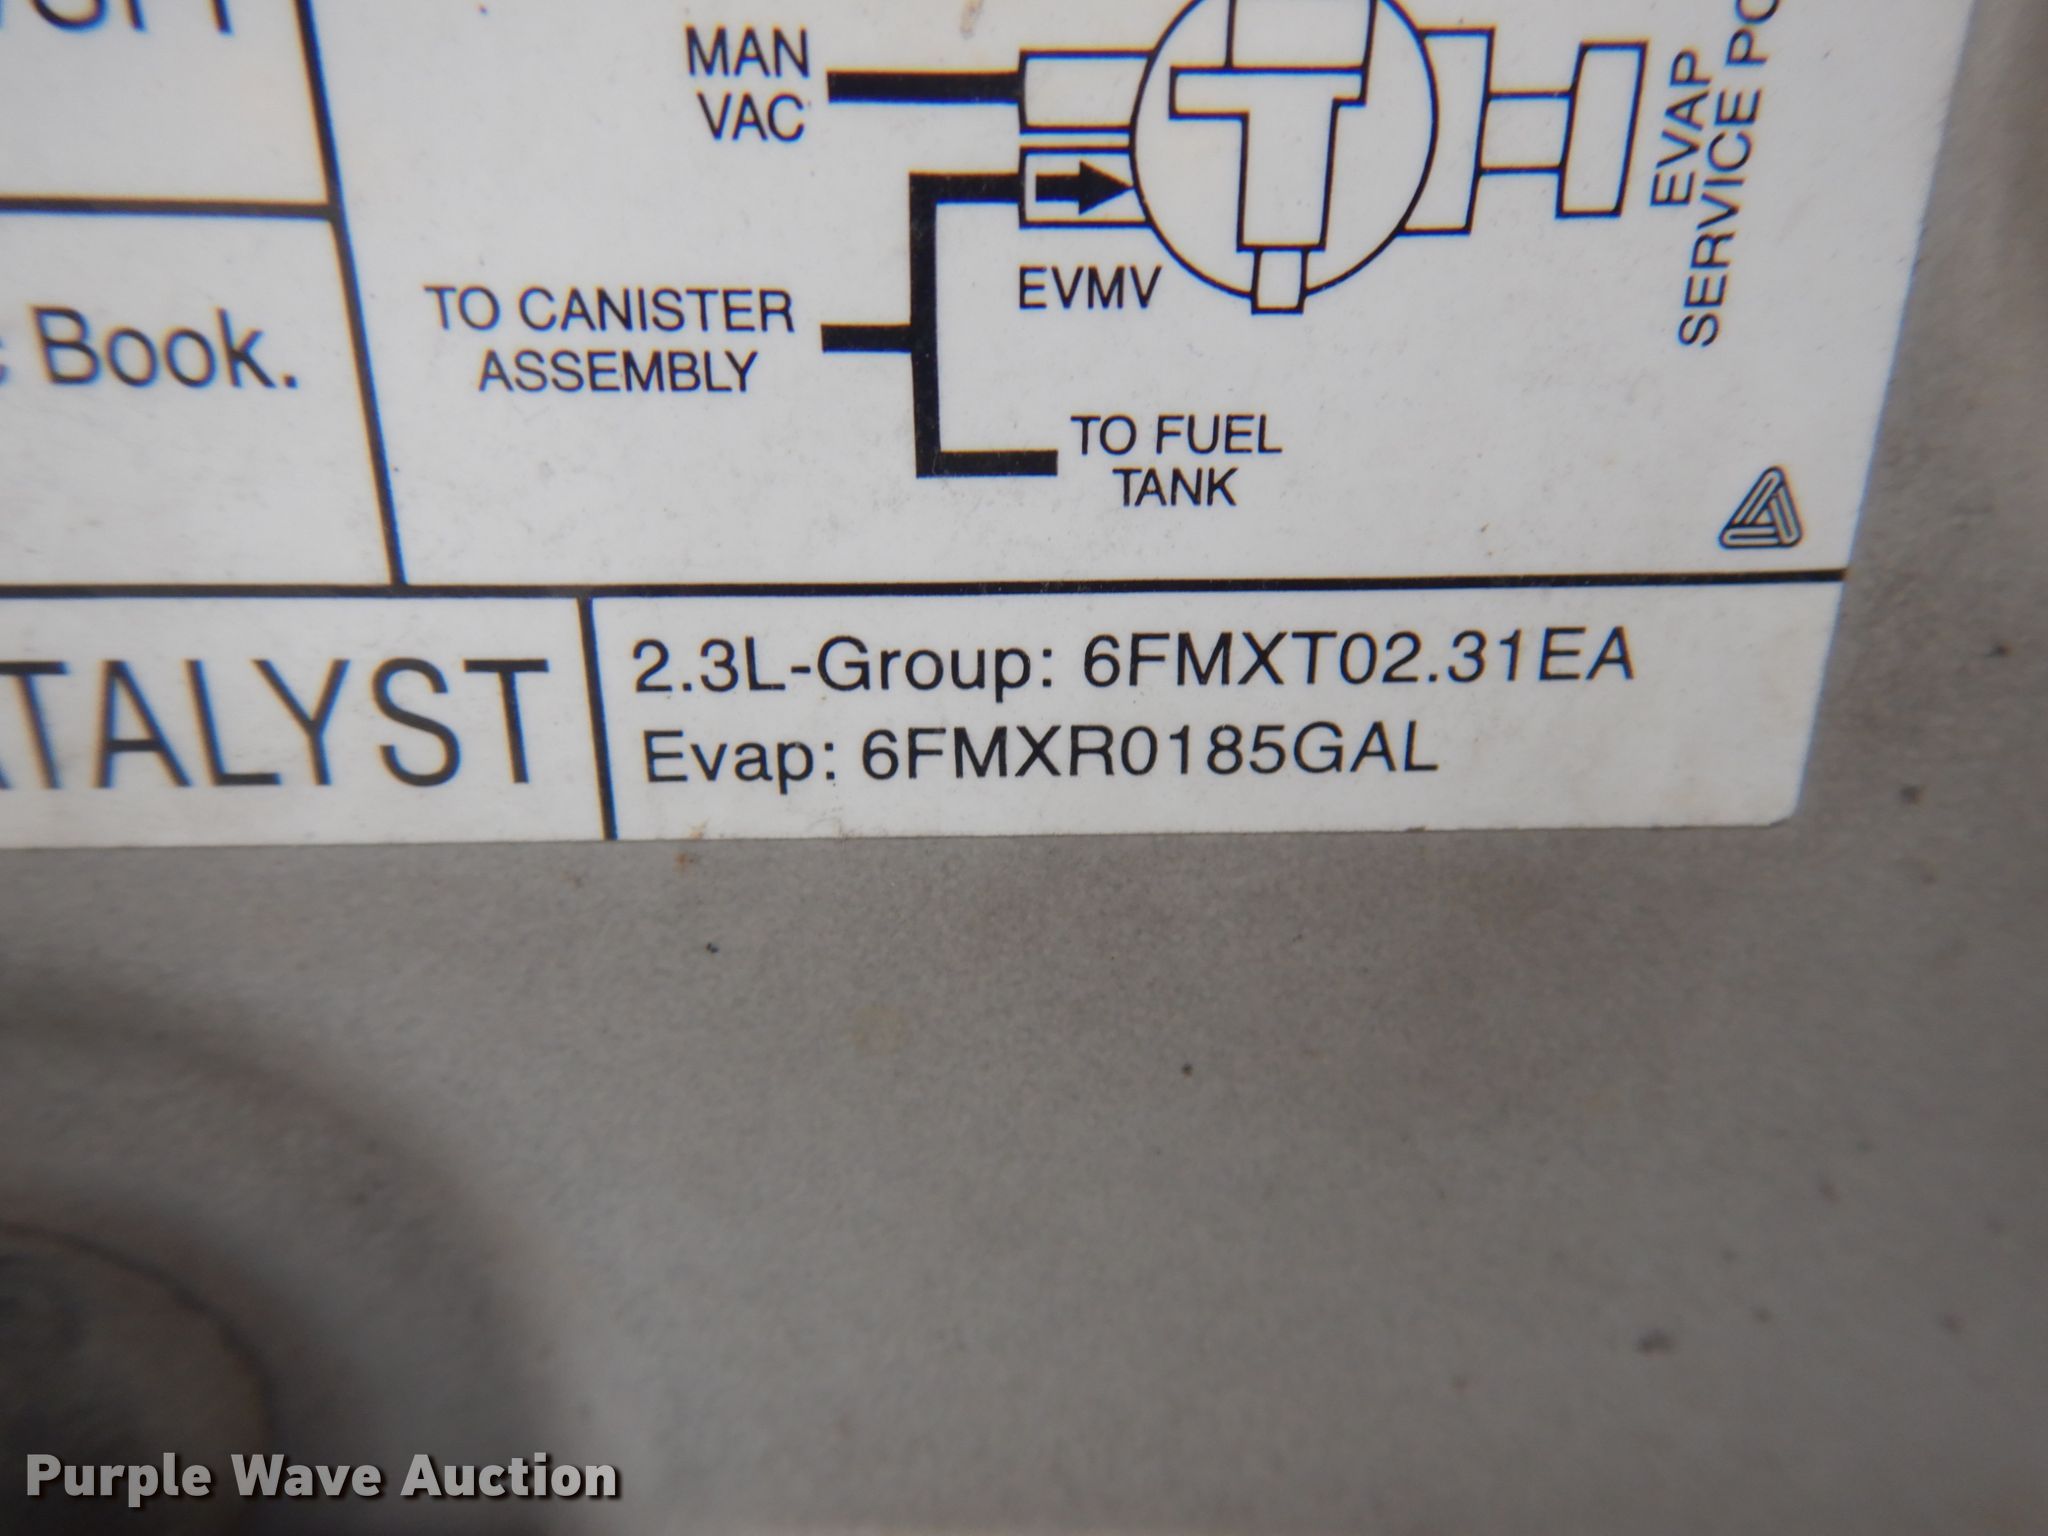 MAN
VAC
EVAP
SERVICE
EVMV
TO CANISTER
ASSEMBLY
TO FUEL
TANK
Book.
2.3L-Group: 6FMXT02.31EA
Evap: 6FMXR0185GAL
Purple Wave Auction